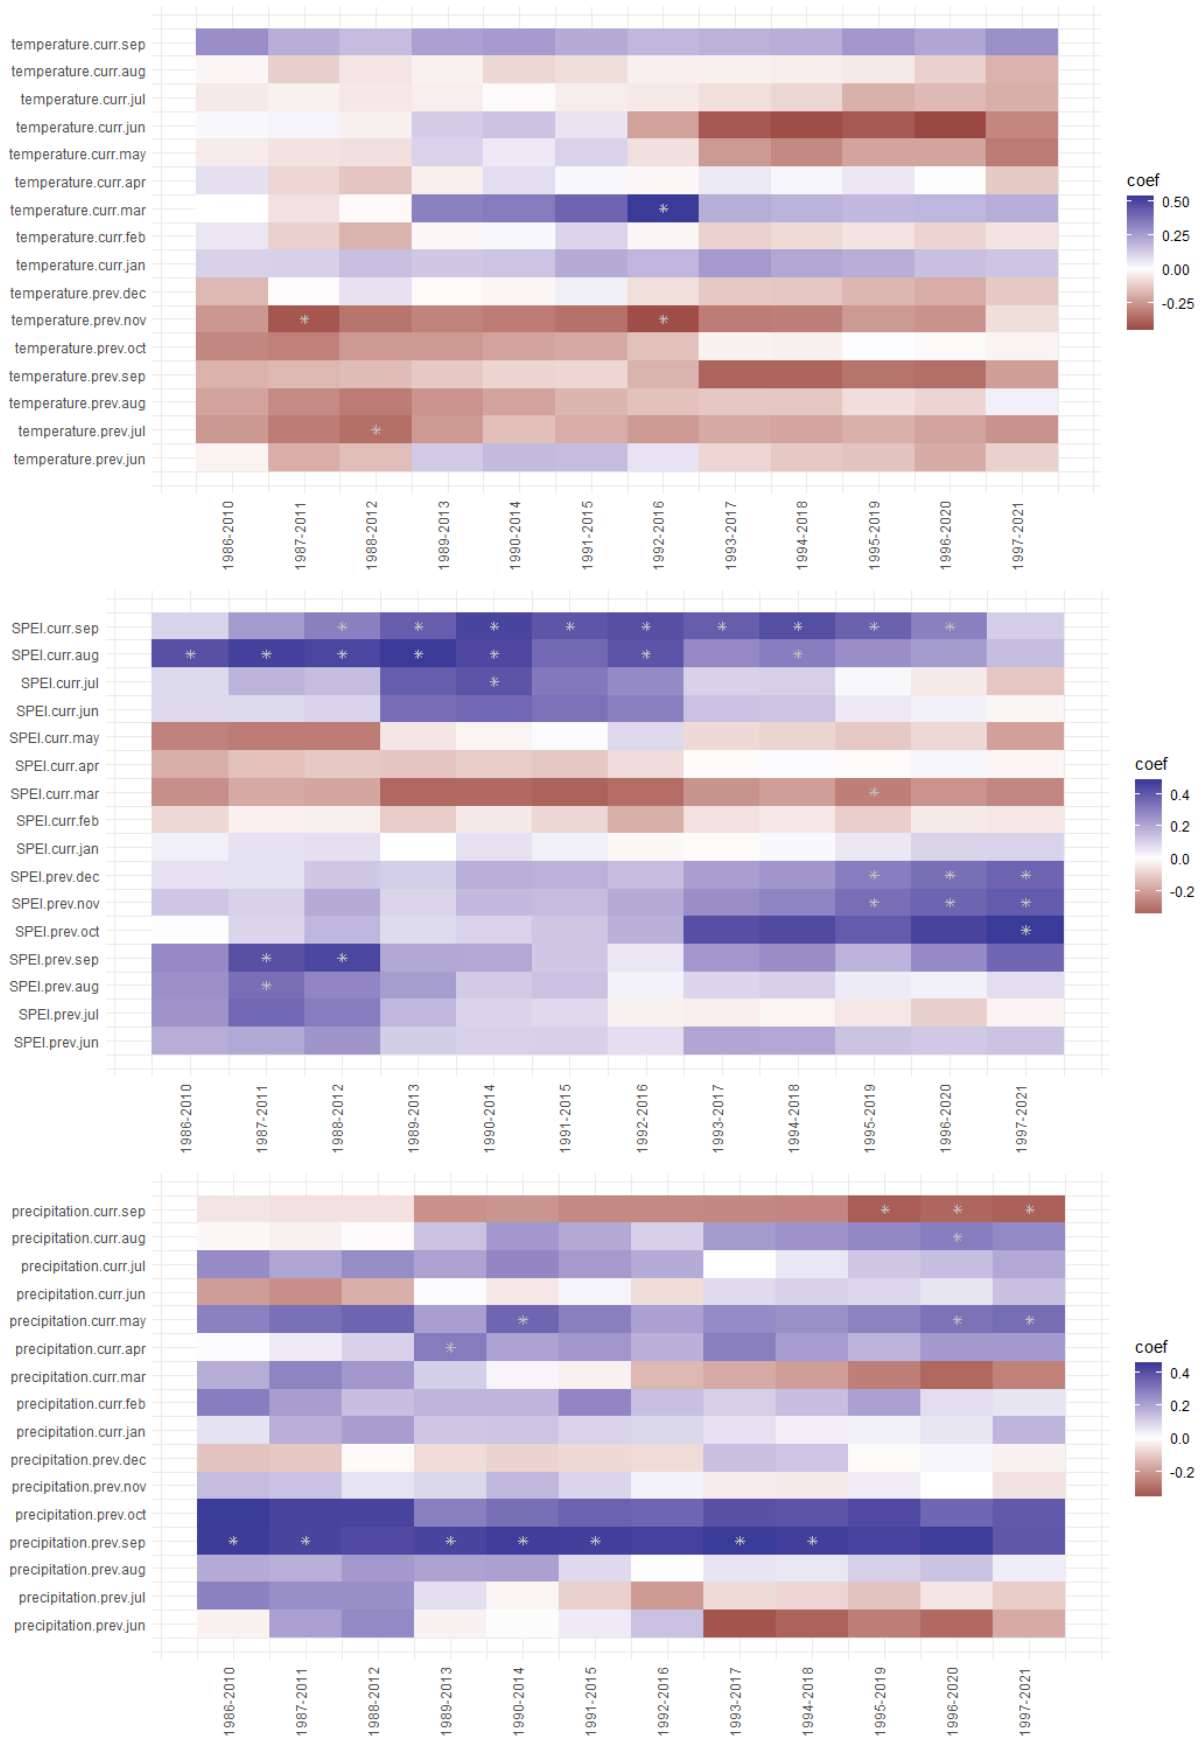 temperature.curr.sep
temperature.curr.aug
temperature.curr.jul
temperature.curr.jun
temperature.curr.may
temperature.curr.apr
temperature.curr.mar
temperature.curr.feb
temperature.curr.jan
temperature.prev.dec
temperature.prev.nov
temperature.prev.oct
temperature.prev.sep
temperature.prev.aug
temperature.prev.jul
temperature.prev.jun
coef
0.50
0.25
0.00
-0.25
1986-2010
1987-2011
1988-2012
1989-2013
1990-2014
1991-2015
1992-2016
1993-2017
1994-2018
1995-2019
1996-2020
1997-2021
SPEI.curr.sep
SPEI.curr.aug
SPEI.curr.jul
SPEI.curr.jun
SPEI.curr.may
SPEI.curr.apr
SPEI.curr.mar
SPEI.curr.feb
SPEI.curr.jan
SPEI.prev.dec
SPEI.prev.nov
SPEI.prev.oct
SPEI.prev.sep
SPEI.prev.aug
SPEI.prev.jul
SPEI.prev.jun
coef
0.4
0.2
0.0
-0.2
1986-2010
1987-2011
1988-2012
1989-2013
1990-2014
1991-2015
1992-2016
1993-2017
1994-2018
1995-2019
1996-2020
1997-2021
precipitation.curr.sep
precipitation.curr.aug
precipitation.curr.jul
precipitation.curr.jun
precipitation.curr.may
precipitation.curr.apr
precipitation.curr.mar
precipitation.curr.feb
precipitation.curr.jan
precipitation.prev.dec
precipitation.prev.nov
precipitation.prev.oct
precipitation.prev.sep
precipitation.prev.aug
precipitation.prev.jul
precipitation.prev.jun
coef
0.4
0.2
0.0
-0.2
1986-2010
1987-2011
1988-2012
1989-2013
1990-2014
1991-2015
1992-2016
1993-2017
1994-2018
1995-2019
1996-2020
1997-2021